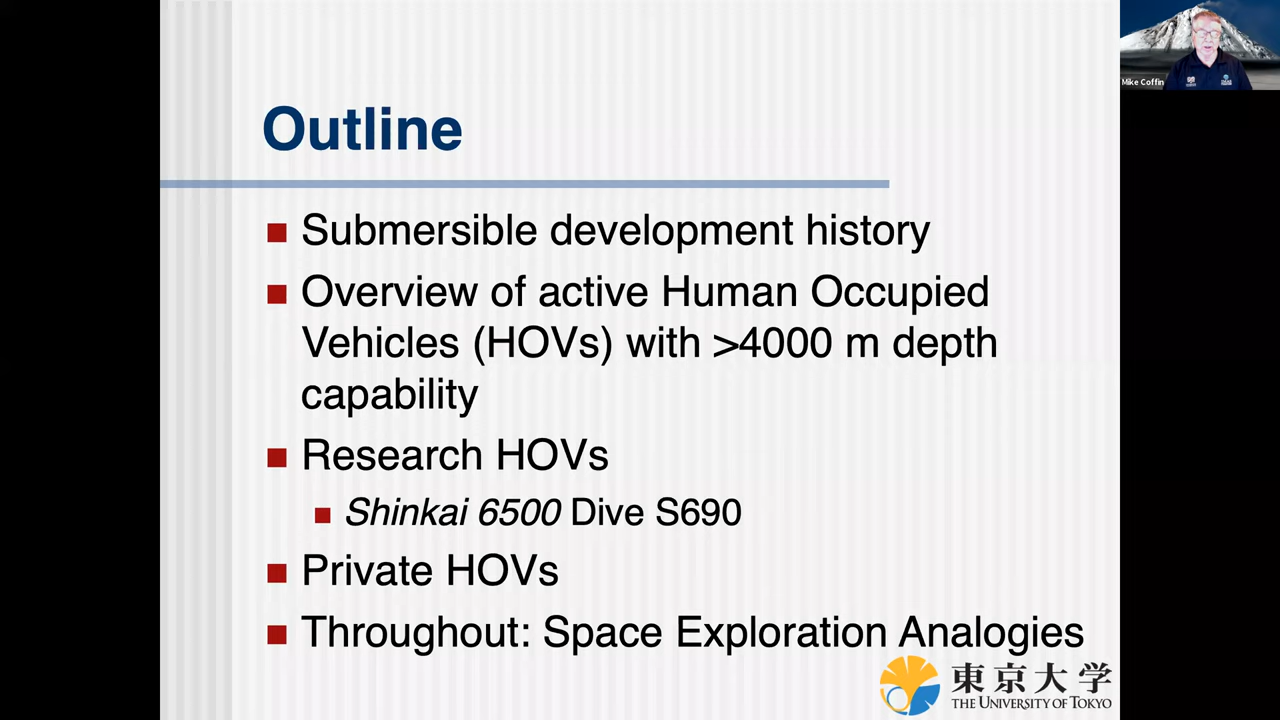 Outline
Submersible development history
Overview of active Human Occupied
Vehicles (HOVs) with >4000 m depth
capability
Research HOVs
Shinkai 6500 Dive S690
Private HOVs
Throughout: Space Exploration Analogies
東京大学
THE UNIVERSITY OF TOKYO
Mike Coffin